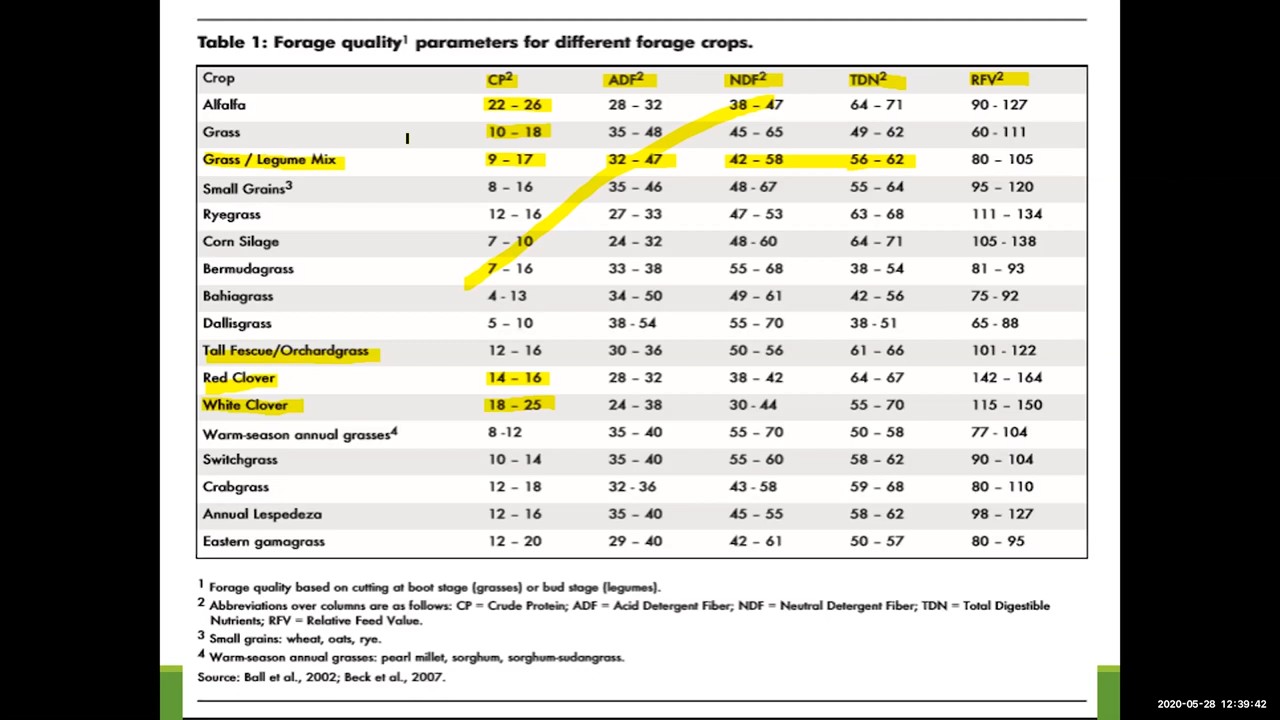 Table 1: Forage quality1 parameters for different forage crops.
Crop CP2 ADF2 NDF2 TDN2 RFV2
Alfalfa 22 – 26 28 – 32 38 – 47 64 – 71 90 - 127
Grass 10 – 18 35 – 48 45 – 65 49 – 62 60 - 111
Grass / Legume Mix 9 – 17 32 – 47 42 – 58 56 – 62 80 – 105
Small Grains3 8 – 16 35 – 46 48 - 67 55 – 64 95 – 120
Ryegrass 12 – 16 27 – 33 47 – 53 63 – 68 111 – 134
Corn Silage 7 – 10 24 – 32 48 - 60 64 – 71 105 - 138
Bermudagrass 7 – 16 33 – 38 55 – 68 38 – 54 81 – 93
Bahiagrass 4 - 13 34 – 50 49 – 61 42 – 56 75 - 92
Dallisgrass 5 – 10 38 - 54 55 – 70 38 - 51 65 - 88
Tall Fescue/Orchardgrass 12 – 16 30 – 36 50 – 56 61 – 66 101 - 122
Red Clover 14 – 16 28 – 32 38 – 42 64 – 67 142 – 164
White Clover 18 – 25 24 – 38 30 - 44 55 – 70 115 – 150
Warm-season annual grasses4 8 -12 35 – 40 55 – 70 50 – 58 77 - 104
Switchgrass 10 – 14 35 – 40 55 – 60 58 – 62 90 – 104
Crabgrass 12 – 18 32 - 36 43 - 58 59 – 68 80 – 110
Annual Lespedeza 12 – 16 35 – 40 45 – 55 58 – 62 98 – 127
Eastern gamagrass 12 – 20 29 – 40 42 – 61 50 – 57 80 – 95
1 Forage quality based on cutting at boot stage (grasses) or bud stage (legumes).
2 Abbreviations over columns are as follows: CP = Crude Protein; ADF = Acid Detergent Fiber; NDF = Neutral Detergent Fiber; TDN = Total Digestible
Nutrients; RFV = Relative Feed Value.
3 Small grains: wheat, oats, rye.
4 Warm-season annual grasses: pearl millet, sorghum, sorghum-sudangrass.
Source: Ball et al., 2002; Beck et al., 2007.
2020-05-28 12:39:42